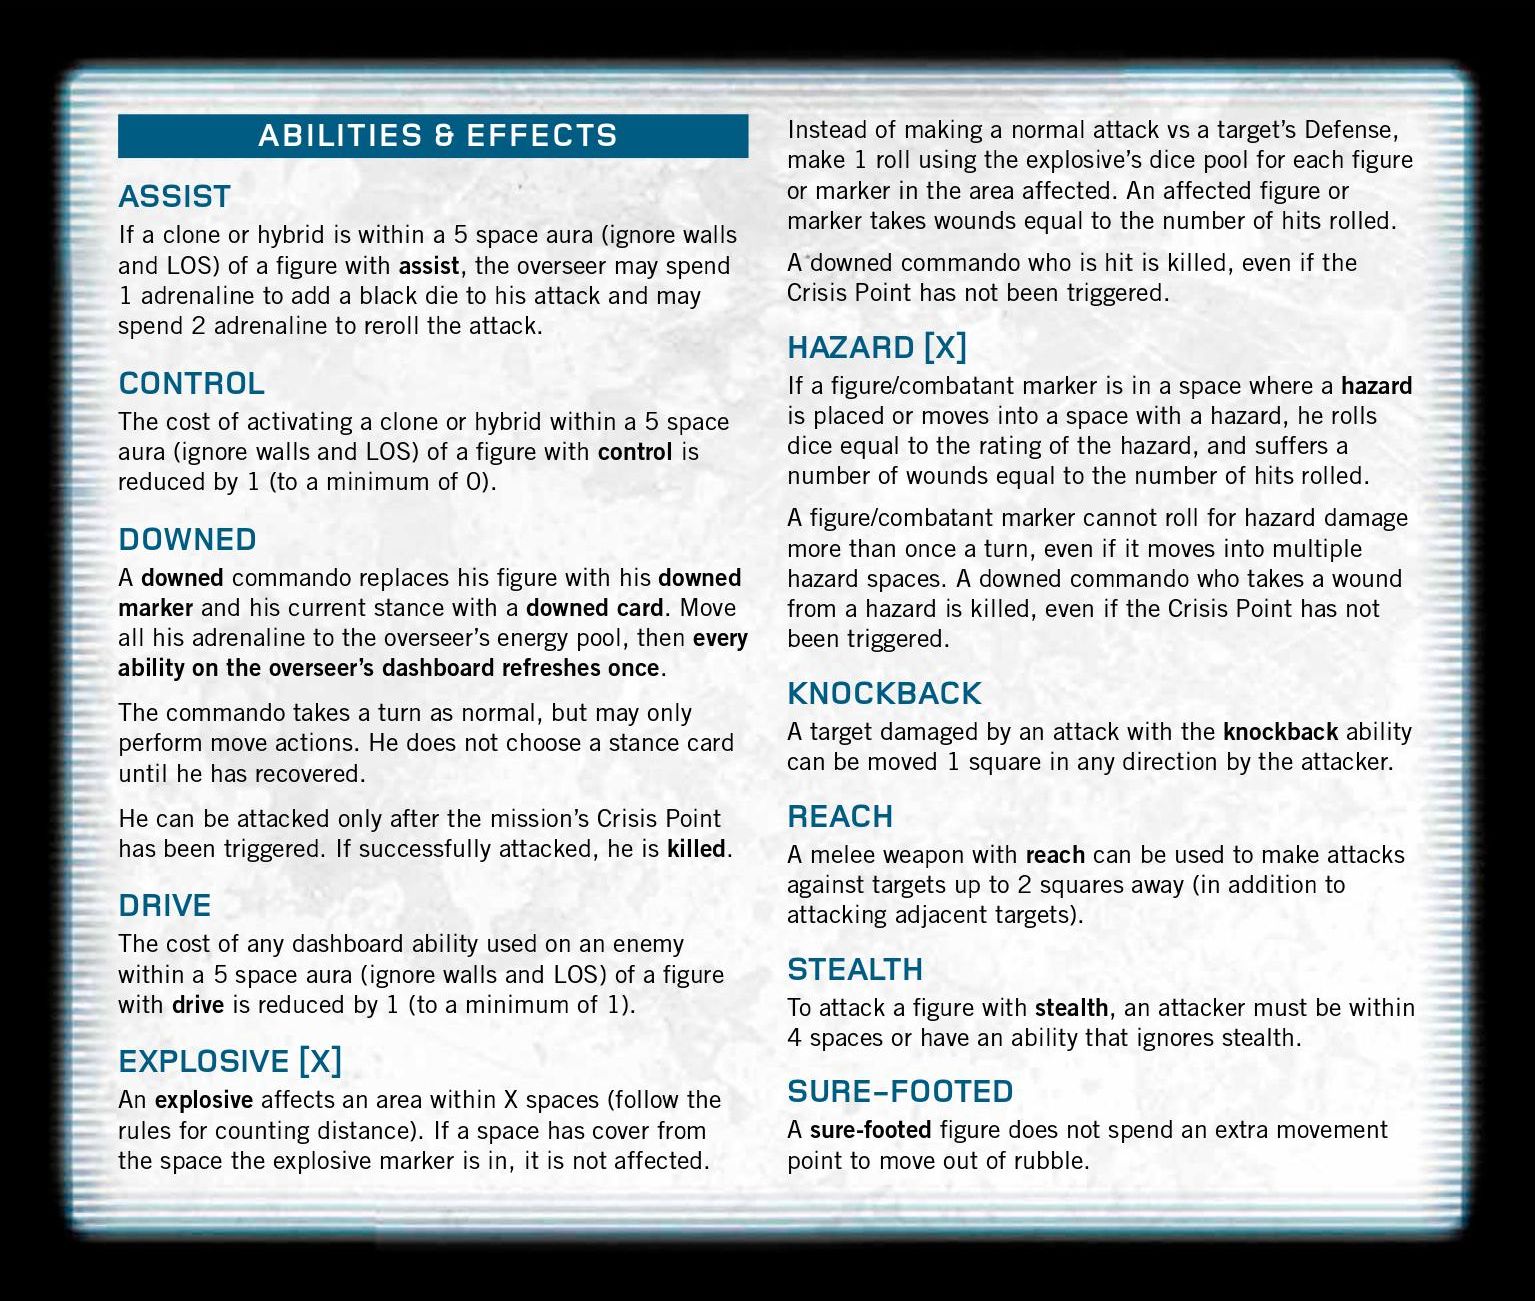 ABILITIES & EFFECTS
ASSIST
If a clone or hybrid is within a 5 space aura (ignore walls
and LOS) of a figure with assist, the overseer may spend
1 adrenaline to add a black die to his attack and may
spend 2 adrenaline to reroll the attack.
CONTROL
The cost of activating a clone or hybrid within a 5 space
aura (ignore walls and LOS) of a figure with control is
reduced by 1 (to a minimum of 0).
DOWNED
A downed commando replaces his figure with his downed
marker and his current stance with a downed card. Move
all his adrenaline to the overseer's energy pool, then every
ability on the overseer's dashboard refreshes once.
The commando takes a turn as normal, but may only
perform move actions. He does not choose a stance card
until he has recovered.
He can be attacked only after the mission's Crisis Point
has been triggered. If successfully attacked, he is killed.
DRIVE
The cost of any dashboard ability used on an enemy
within a 5 space aura (ignore walls and LOS) of a figure
with drive is reduced by 1 (to a minimum of 1).
EXPLOSIVE [X]
An explosive affects an area within X spaces (follow the
rules for counting distance). If a space has cover from
the space the explosive marker is in, it is not affected.
Instead of making a normal attack vs a target's Defense,
make 1 roll using the explosive's dice pool for each figure
or marker in the area affected. An affected figure or
marker takes wounds equal to the number of hits rolled.
A downed commando who is hit is killed, even if the
Crisis Point has not been triggered.
HAZARD [X]
If a figure/combatant marker is in a space where a hazard
is placed or moves into a space with a hazard, he rolls
dice equal to the rating of the hazard, and suffers a
number of wounds equal to the number of hits rolled.
A figure/combatant marker cannot roll for hazard damage
more than once a turn, even if it moves into multiple
hazard spaces. A downed commando who takes a wound
from a hazard is killed, even if the Crisis Point has not
been triggered.
KNOCKBACK
A target damaged by an attack with the knockback ability
can be moved 1 square in any direction by the attacker.
REACH
A melee weapon with reach can be used to make attacks
against targets up to 2 squares away (in addition to
attacking adjacent targets).
STEALTH
To attack a figure with stealth, an attacker must be within
4 spaces or have an ability that ignores stealth.
SURE-FOOTED
A sure-footed figure does not spend an extra movement
point to move out of rubble.